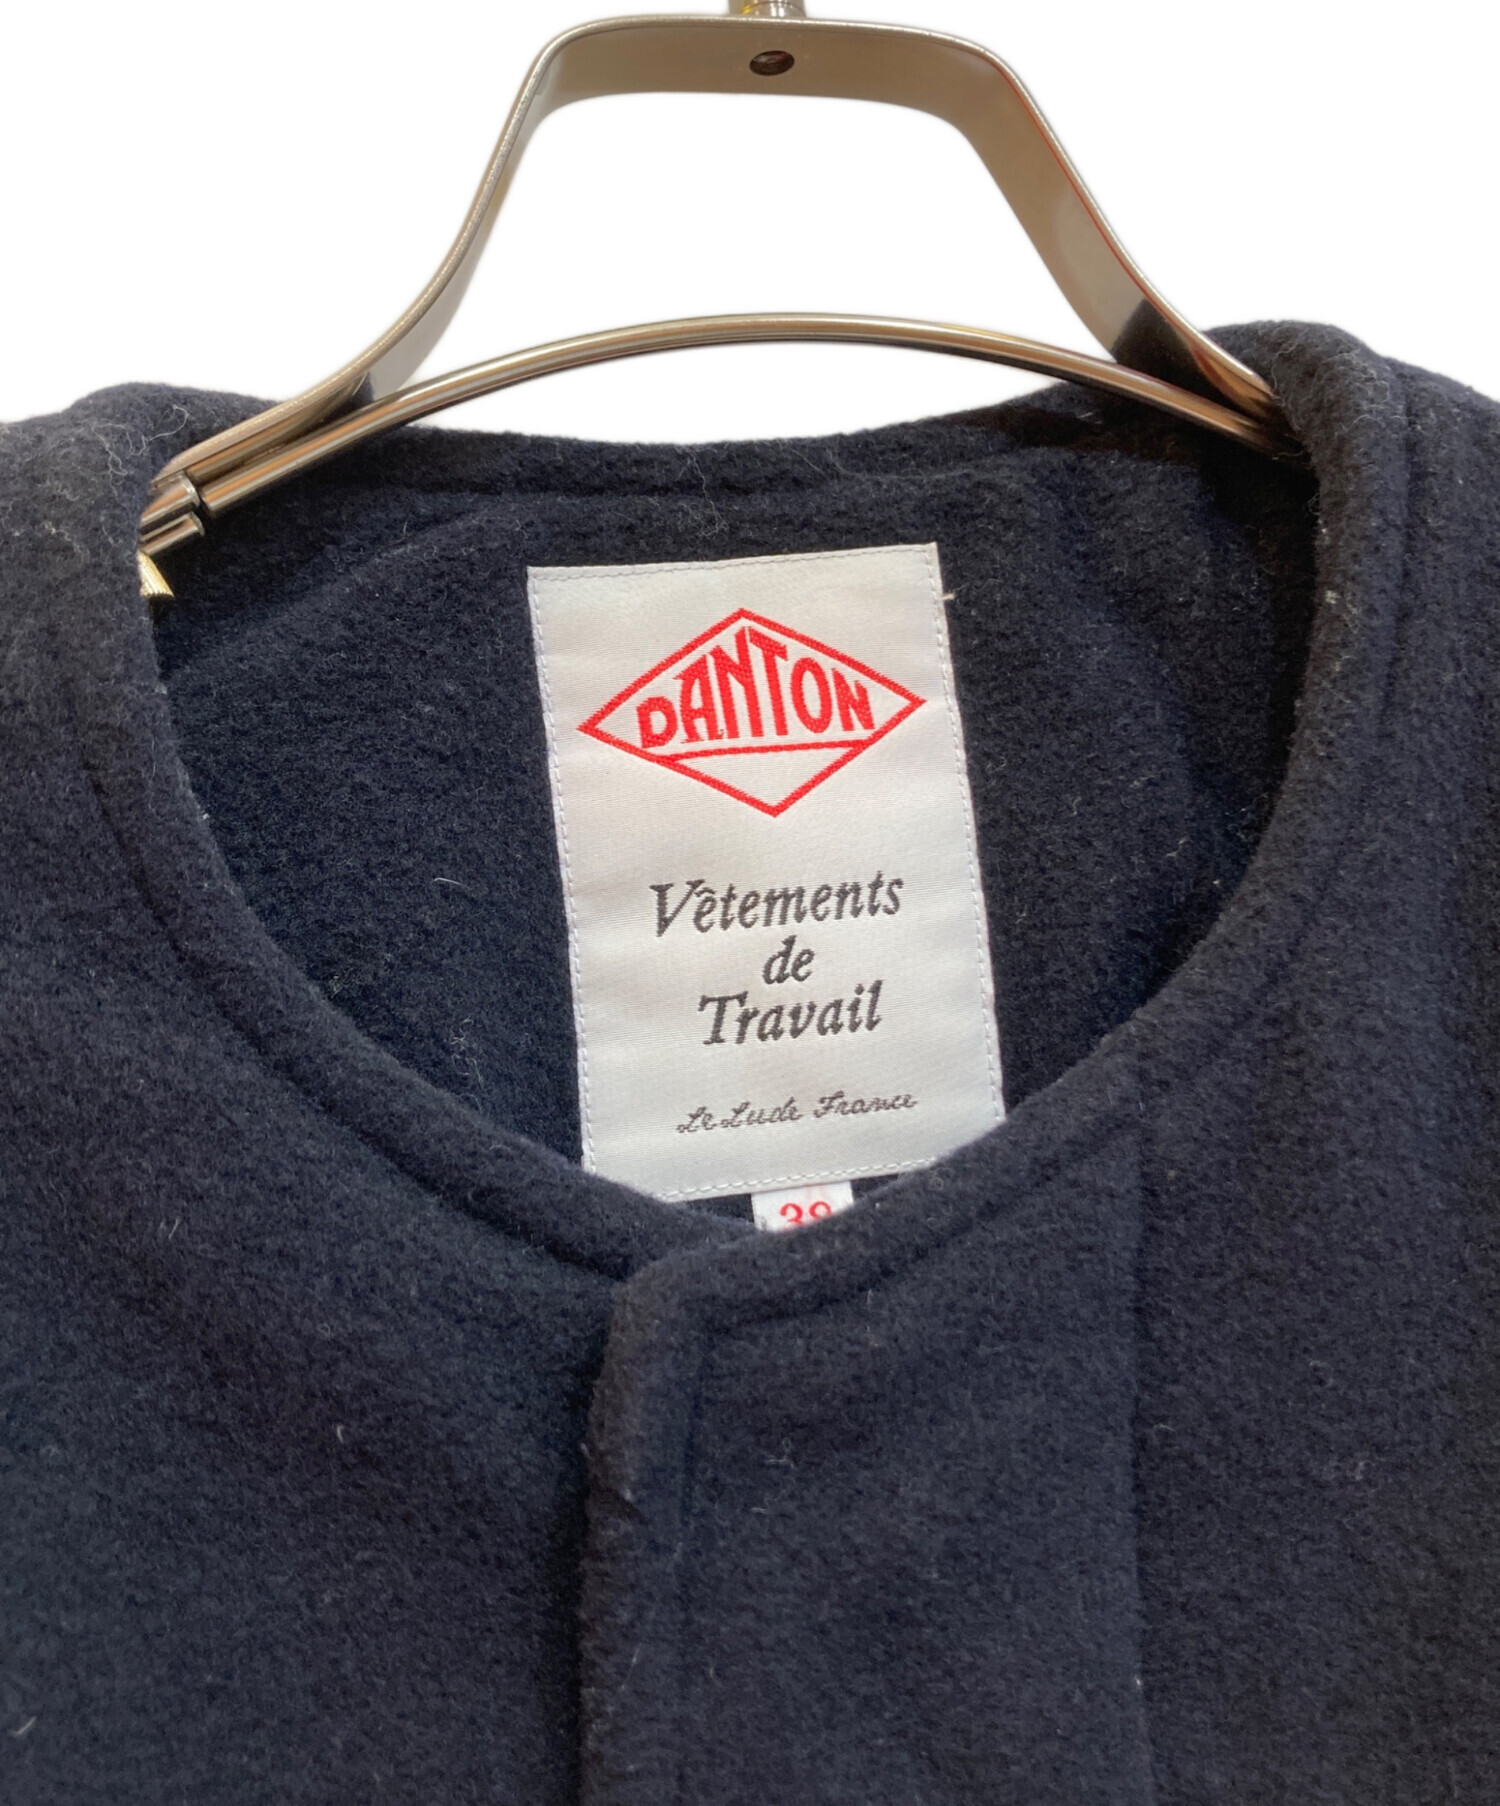 DANTON
Vêtements
de
Travail
Le Lude France